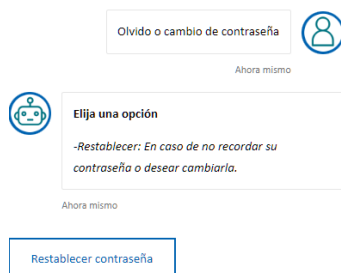 Olvido o cambio de contraseña
Ahora mismo
Elija una opción
-Restablecer: En caso de no recordar su
contraseña o desear cambiarla.
Ahora mismo
Restablecer contraseña